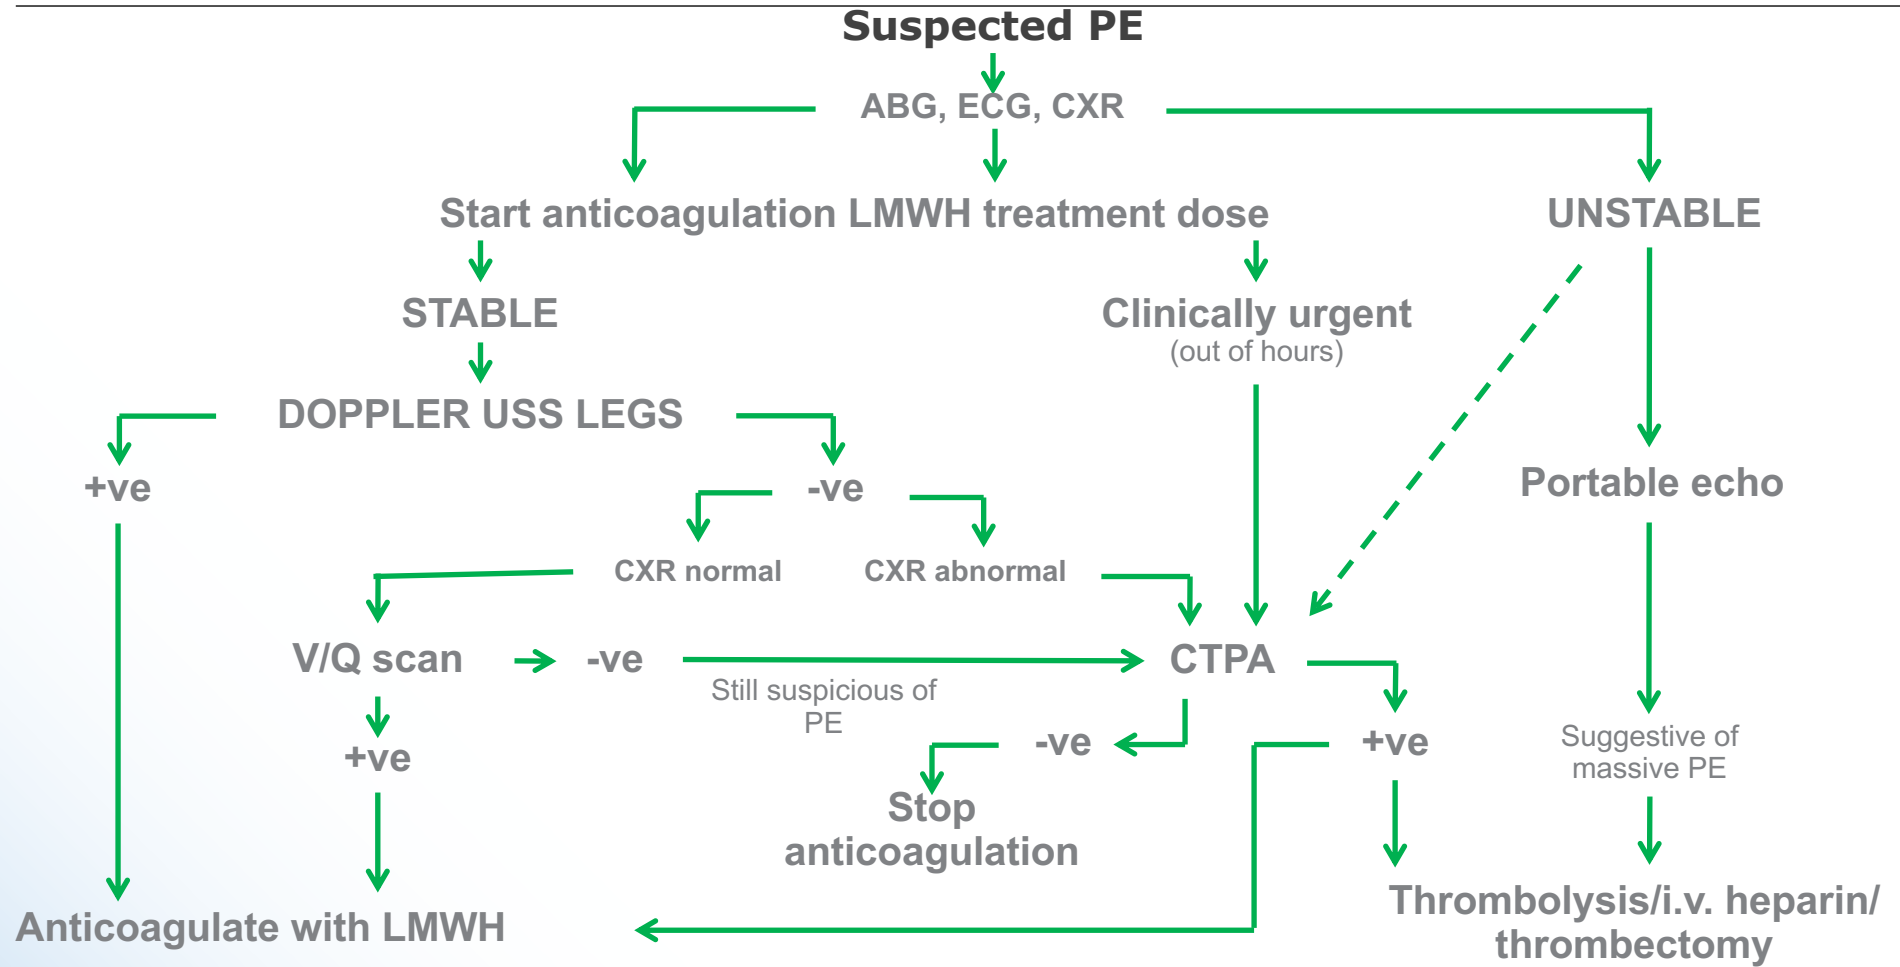 Suspected PE
ABG, ECG, CXR
Start anticoagulation LMWH treatment dose
UNSTABLE
STABLE
Clinically urgent
(out of hours)
DOPPLER USS LEGS
+ve
-ve
Portable echo
CXR normal
CXR abnormal
V/Q scan
-ve
Still suspicious of
PE
CTPA
+ve
-ve
+ve
Suggestive of
massive PE
Stop
anticoagulation
Anticoagulate with LMWH
Thrombolysis/i.v. heparin/
thrombectomy